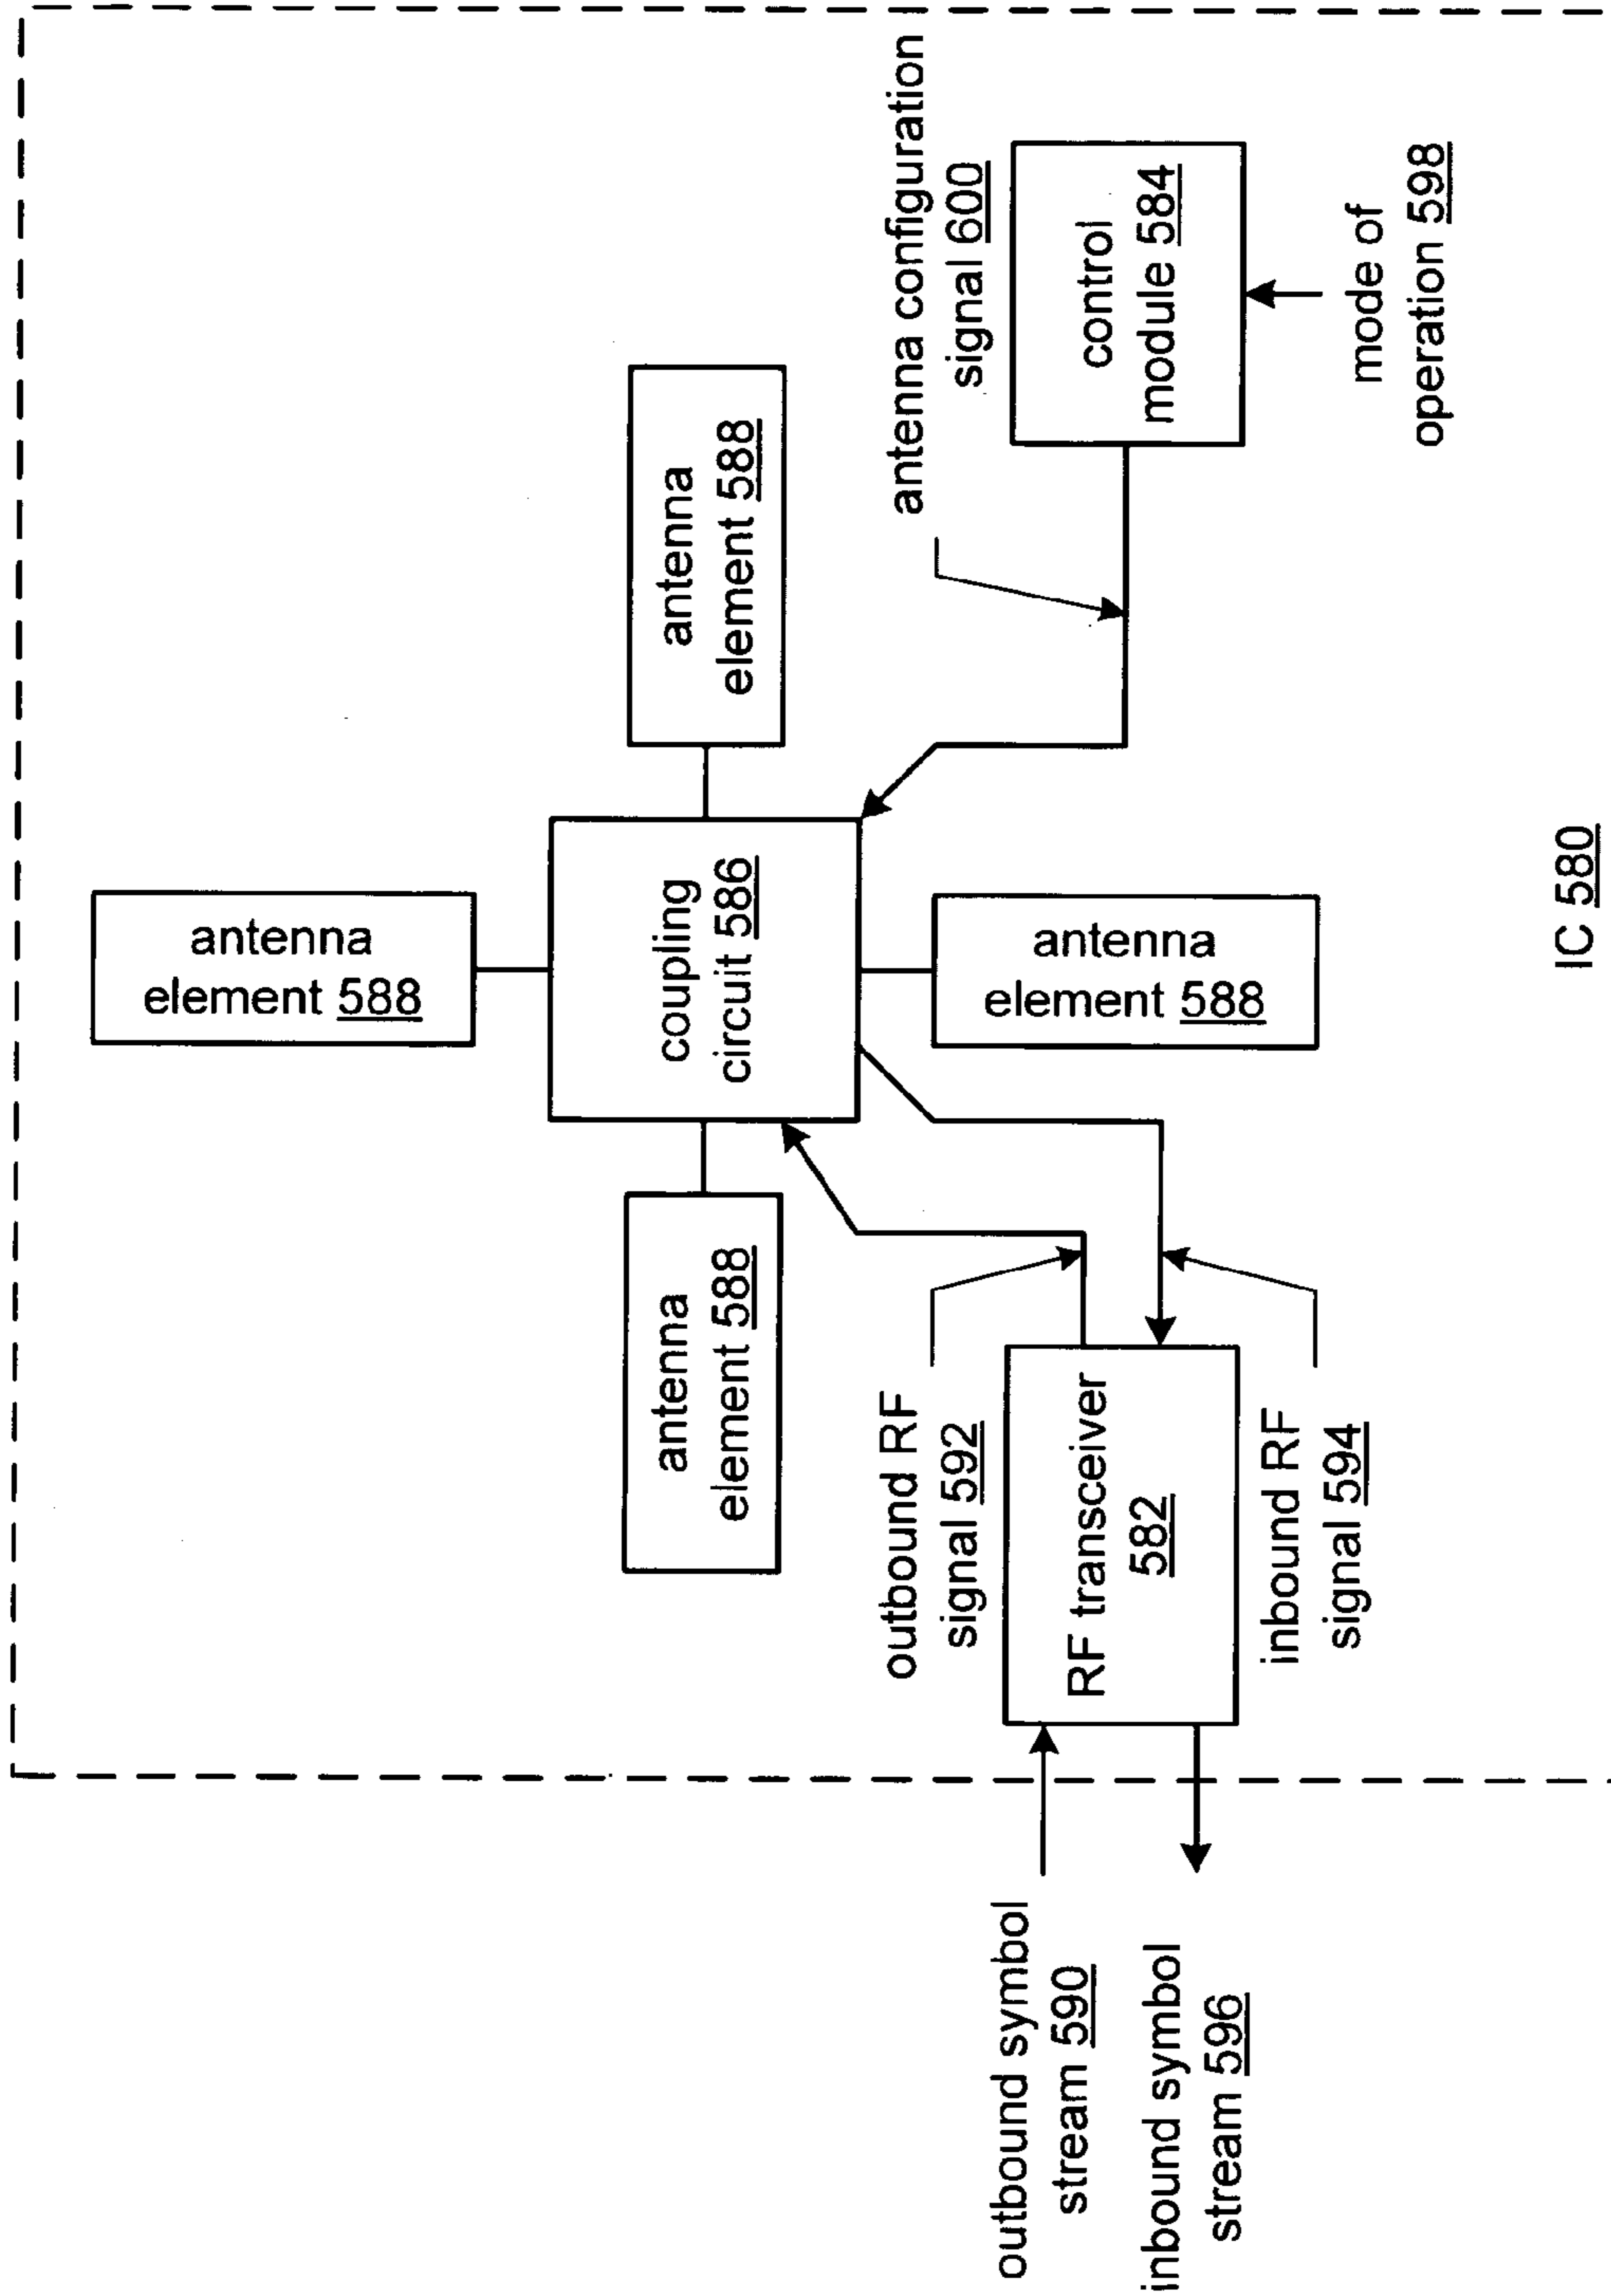 antenna
element 588
antenna
element 588
coupling
circuit 586
antenna
element 588
antenna
element 588
outbound symbol
stream 590
inbound symbol
stream 596
outbound RF
signal 592
RF transceiver
582
inbound RF
signal 594
antenna configuration
signal 600
control
module 584
mode of
operation 598
IC 580